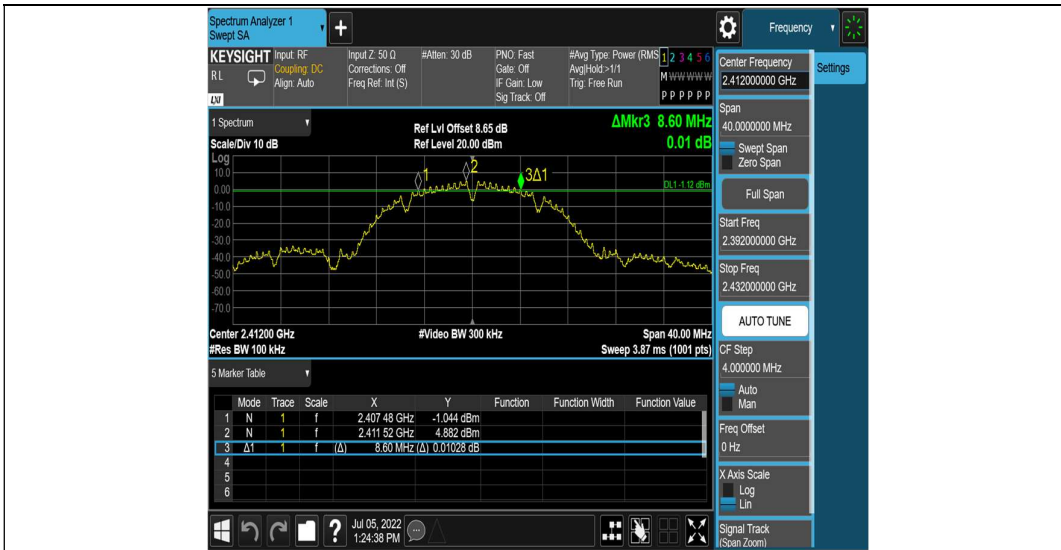 Spectrum Analyzer 1
Swept SA
+
Frequency
KEYSIGHT Input: RF Input Z: 50 Ω #Atten: 30 dB PNO: Fast #Avg Type: Power (RMS 1 2 3 4 5 6
RL Coupling: DC Corrections: Off Gate: Off Avg|Hold:>1/1 M W W W W W
Align: Auto Freq Ref: Int (S) IF Gain: Low Trig: Free Run
LXI Sig Track: Off P P P P P P
1 Spectrum
Ref Lvl Offset 8.65 dB ΔMkr3 8.60 MHz
Scale/Div 10 dB Ref Level 20.00 dBm 0.01 dB
Log
10.0
0.00
-10.0
-20.0
-30.0
-40.0
-50.0
-60.0
-70.0
1
2
3Δ1
DL1 -1.12 dBm
Center 2.41200 GHz #Video BW 300 kHz Span 40.00 MHz
#Res BW 100 kHz Sweep 3.87 ms (1001 pts)
5 Marker Table
Mode Trace Scale X Y Function Function Width Function Value
1 N 1 f 2.407 48 GHz -1.044 dBm
2 N 1 f 2.411 52 GHz 4.882 dBm
3 Δ1 1 f (Δ) 8.60 MHz (Δ) 0.01028 dB
4
5
6
?
Jul 05, 2022
1:24:38 PM
Center Frequency
2.412000000 GHz
Settings
Span
40.0000000 MHz
Swept Span
Zero Span
Full Span
Start Freq
2.392000000 GHz
Stop Freq
2.432000000 GHz
AUTO TUNE
CF Step
4.000000 MHz
Auto
Man
Freq Offset
0 Hz
X Axis Scale
Log
Lin
Signal Track
(Span Zoom)